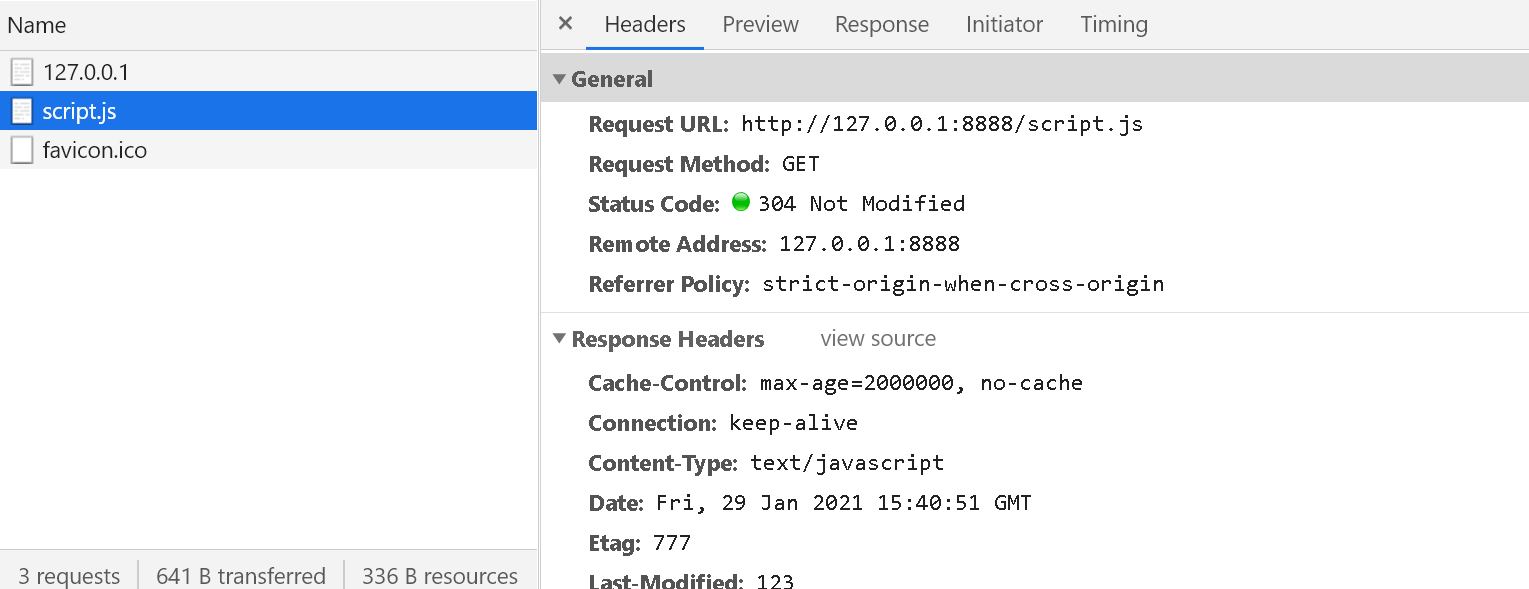 Name
127.0.0.1
script.js
favicon.ico
3 requests 641 B transferred 336 B resources
× Headers Preview Response Initiator Timing
General
Request URL: http://127.0.0.1:8888/script.js
Request Method: GET
Status Code: 304 Not Modified
Remote Address: 127.0.0.1:8888
Referrer Policy: strict-origin-when-cross-origin
Response Headers view source
Cache-Control: max-age=2000000, no-cache
Connection: keep-alive
Content-Type: text/javascript
Date: Fri, 29 Jan 2021 15:40:51 GMT
Etag: 777
Last-Modified: 123